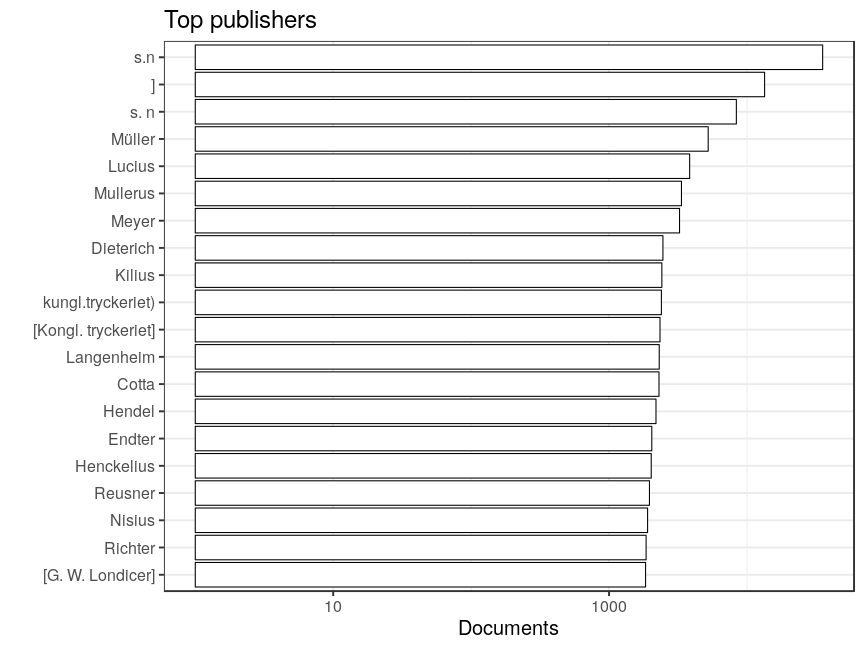 Top publishers
s.n
]
s. n
Müller
Lucius
Mullerus
Meyer
Dieterich
Kilius
kungl.tryckeriet)
[Kongl. tryckeriet]
Langenheim
Cotta
Hendel
Endter
Henckelius
Reusner
Nisius
Richter
[G. W. Londicer]
10 1000
Documents